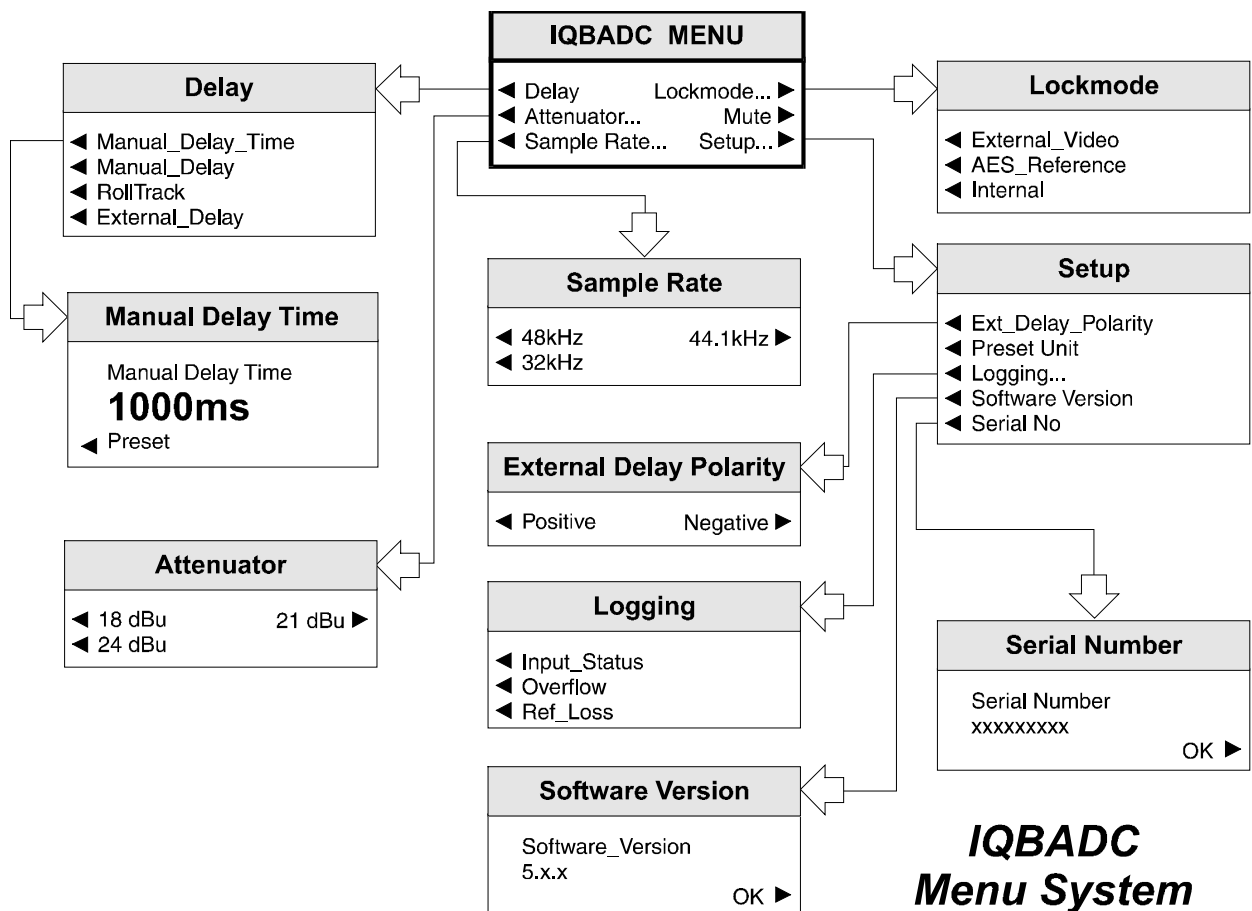 IQBADC MENU
◄ Delay Lockmode... ►
◄ Attenuator... Mute ►
◄ Sample Rate... Setup... ►
Delay
◄ Manual_Delay_Time
◄ Manual_Delay
◄ RollTrack
◄ External_Delay
Lockmode
◄ External_Video
◄ AES_Reference
◄ Internal
Sample Rate
◄ 48kHz 44.1kHz ►
◄ 32kHz
Setup
◄ Ext_Delay_Polarity
◄ Preset Unit
◄ Logging...
◄ Software Version
◄ Serial No
Manual Delay Time
Manual Delay Time
1000ms
◄ Preset
External Delay Polarity
◄ Positive Negative ►
Attenuator
◄ 18 dBu 21 dBu ►
◄ 24 dBu
Logging
◄ Input_Status
◄ Overflow
◄ Ref_Loss
Serial Number
Serial Number
xxxxxxxxx
OK ►
Software Version
Software_Version
5.x.x
OK ►
IQBADC
Menu System